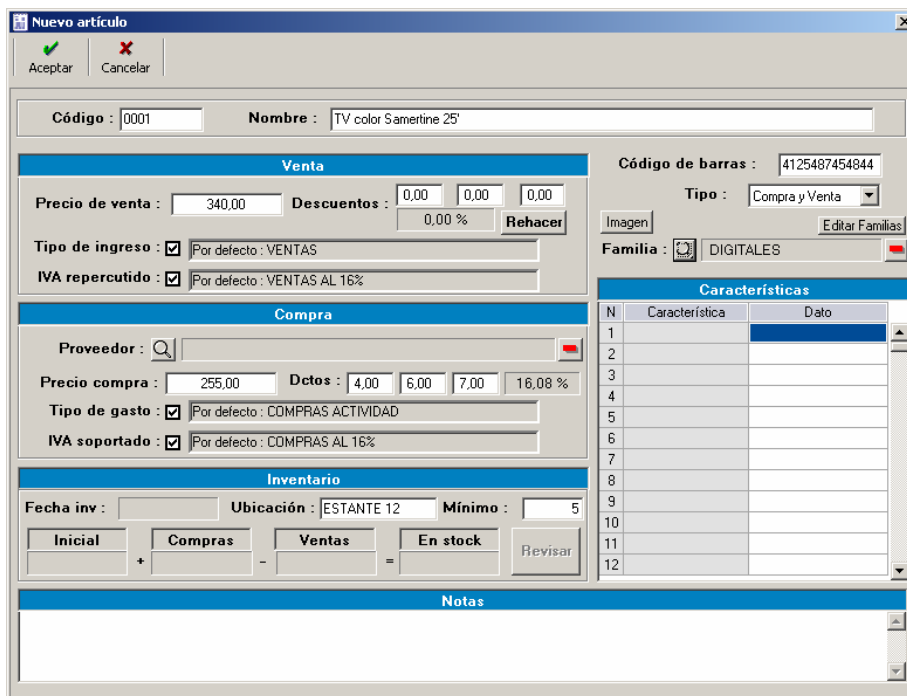 Nuevo artículo
Aceptar Cancelar
Código : 0001 Nombre : TV color Samertine 25'
Venta
Precio de venta : 340,00 Descuentos : 0,00 0,00 0,00
0,00 % Rehacer
Tipo de ingreso : Por defecto : VENTAS
IVA repercutido : Por defecto : VENTAS AL 16%
Código de barras : 4125487454844
Tipo : Compra y Venta
Imagen Editar Familias
Familia : DIGITALES
Compra
Proveedor :
Precio compra : 255,00 Dctos : 4,00 6,00 7,00 16,08 %
Tipo de gasto : Por defecto : COMPRAS ACTIVIDAD
IVA soportado : Por defecto : COMPRAS AL 16%
Inventario
Fecha inv : Ubicación : ESTANTE 12 Mínimo : 5
Inicial Compras Ventas En stock Revisar
+ - =
Características
N Característica Dato
1
2
3
4
5
6
7
8
9
10
11
12
Notas